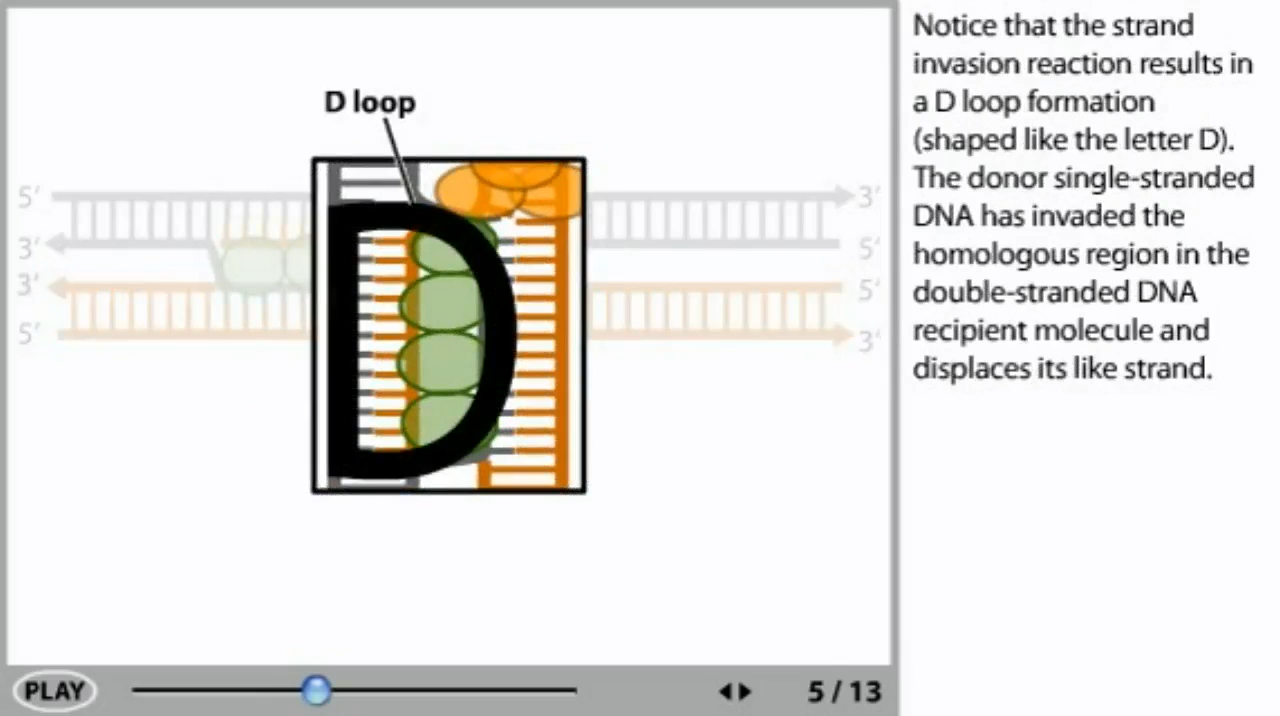 D loop
5′
3′
3′
5′
3′
5′
5′
3′
D
PLAY
5 / 13
Notice that the strand
invasion reaction results in
a D loop formation
(shaped like the letter D).
The donor single-stranded
DNA has invaded the
homologous region in the
double-stranded DNA
recipient molecule and
displaces its like strand.